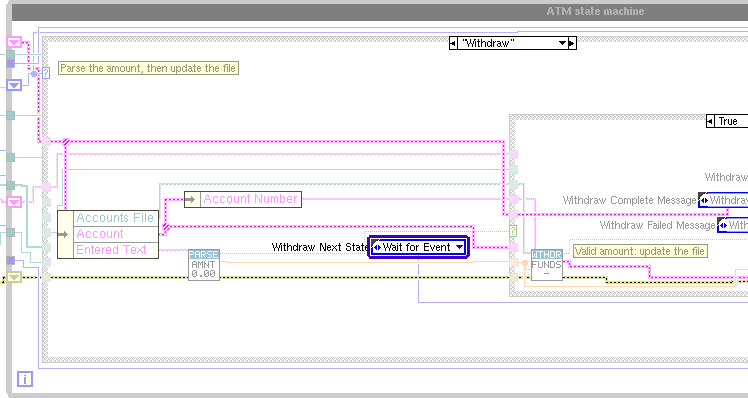 ATM state machine
"Withdraw"
Parse the amount, then update the file
True
Withdraw
Account Number
Withdraw Complete Message
Withdraw
Accounts File
Account
Entered Text
Withdraw Failed Message
With
Withdraw Next State
Wait for Event
Valid amount: update the file
PARSE
AMNT
0.00
WTHDR
FUNDS
i